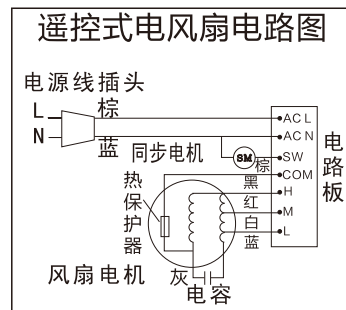 遥控式电风扇电路图
电源线插头
L 棕
N 蓝
同步电机
SM
棕
AC L
AC N
SW
COM
H
M
L
电路板
黑
红
白
蓝
热保护器
风扇电机
灰
电容